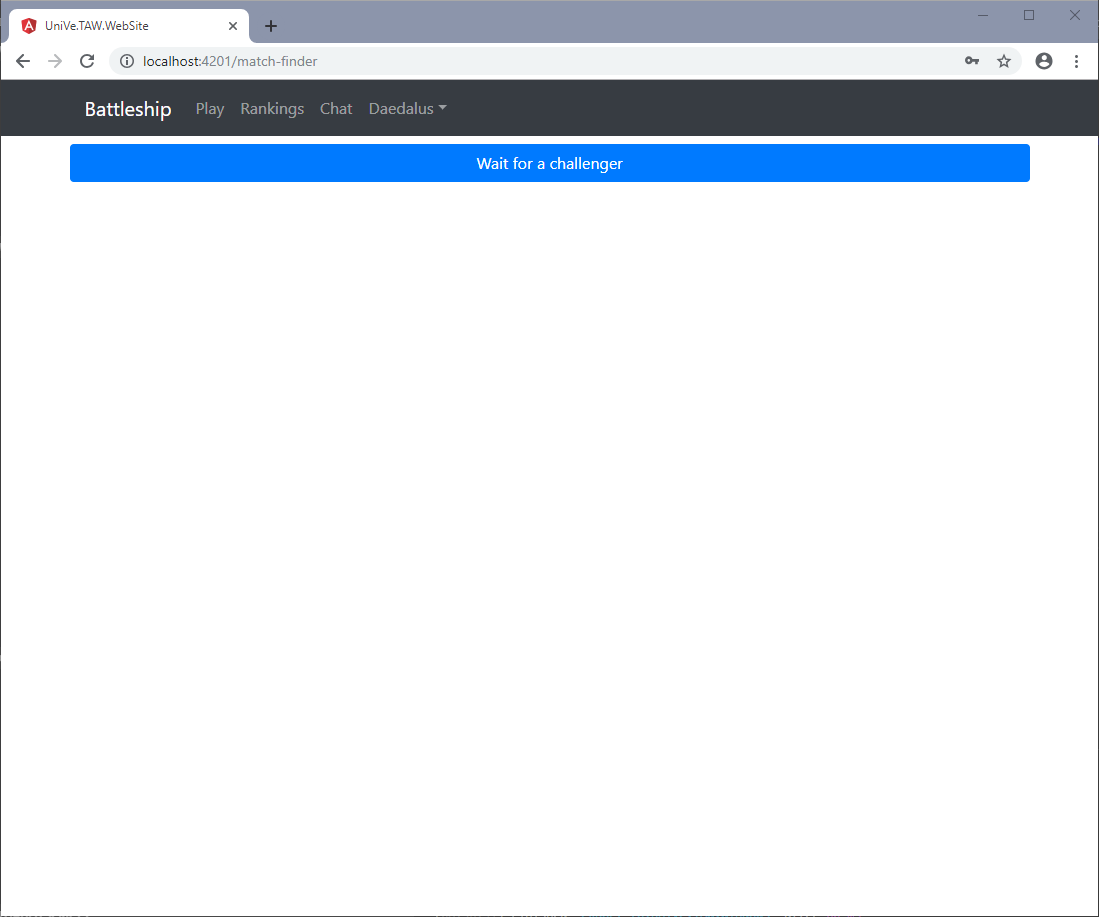 UniVe.TAW.WebSite
localhost:4201/match-finder
Battleship Play Rankings Chat Daedalus
Wait for a challenger